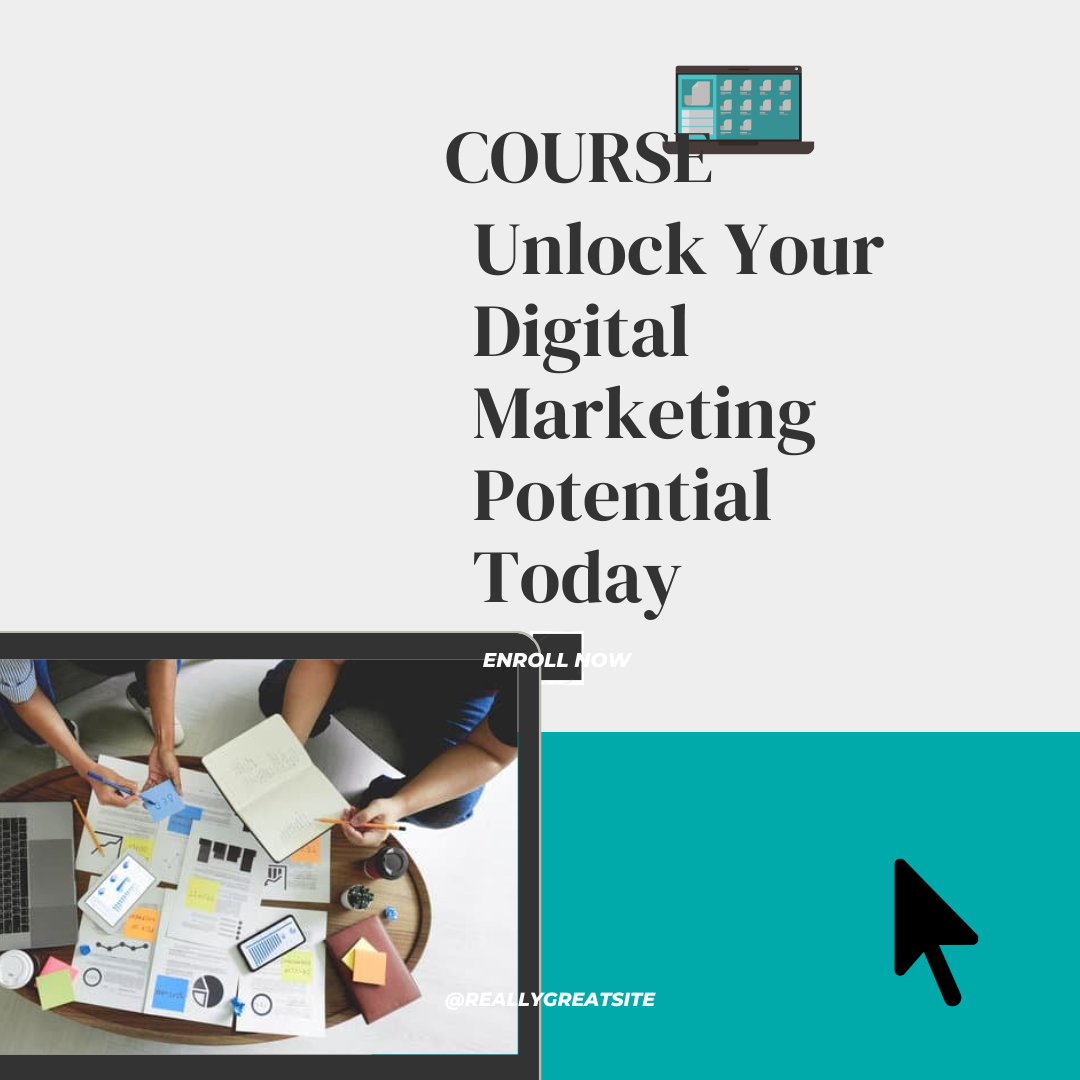 COURSE
Unlock Your
Digital
Marketing
Potential
Today
ENROLL NOW
@REALLYGREATSITE